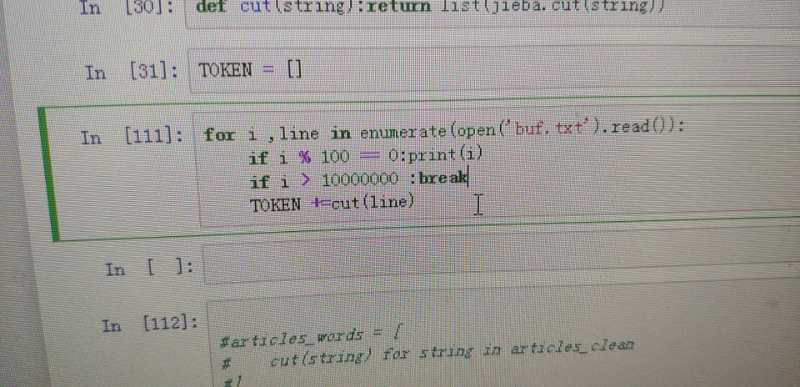 In [30]: def cut(string):return list(jieba.cut(string))
In [31]: TOKEN = []
In [111]: for i ,line in enumerate(open('buf.txt').read()):
if i % 100 == 0:print(i)
if i > 10000000 :break
TOKEN +=cut(line)
In [ ]:
In [112]:
#articles_words = [
# cut(string) for string in articles_clean
#]